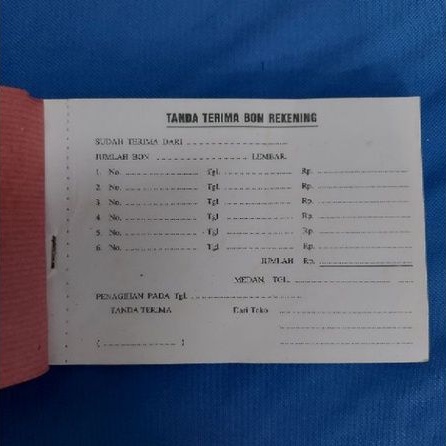 TANDA TERIMA BON REKENING
SUDAH TERIMA DARI
JUMLAH BON LEMBAR.
1. No. Tgl. Rp.
2. No. Tgl. Rp.
3. No. Tgl Rp.
4. No. Tgl Rp.
5. No. Tgl Rp.
6. No. Tgl Rp.
JUMLAH Rp.
MEDAN, TGL.
PENAGIHAN PADA Tgl.
TANDA TERIMA Dari Toko
( )